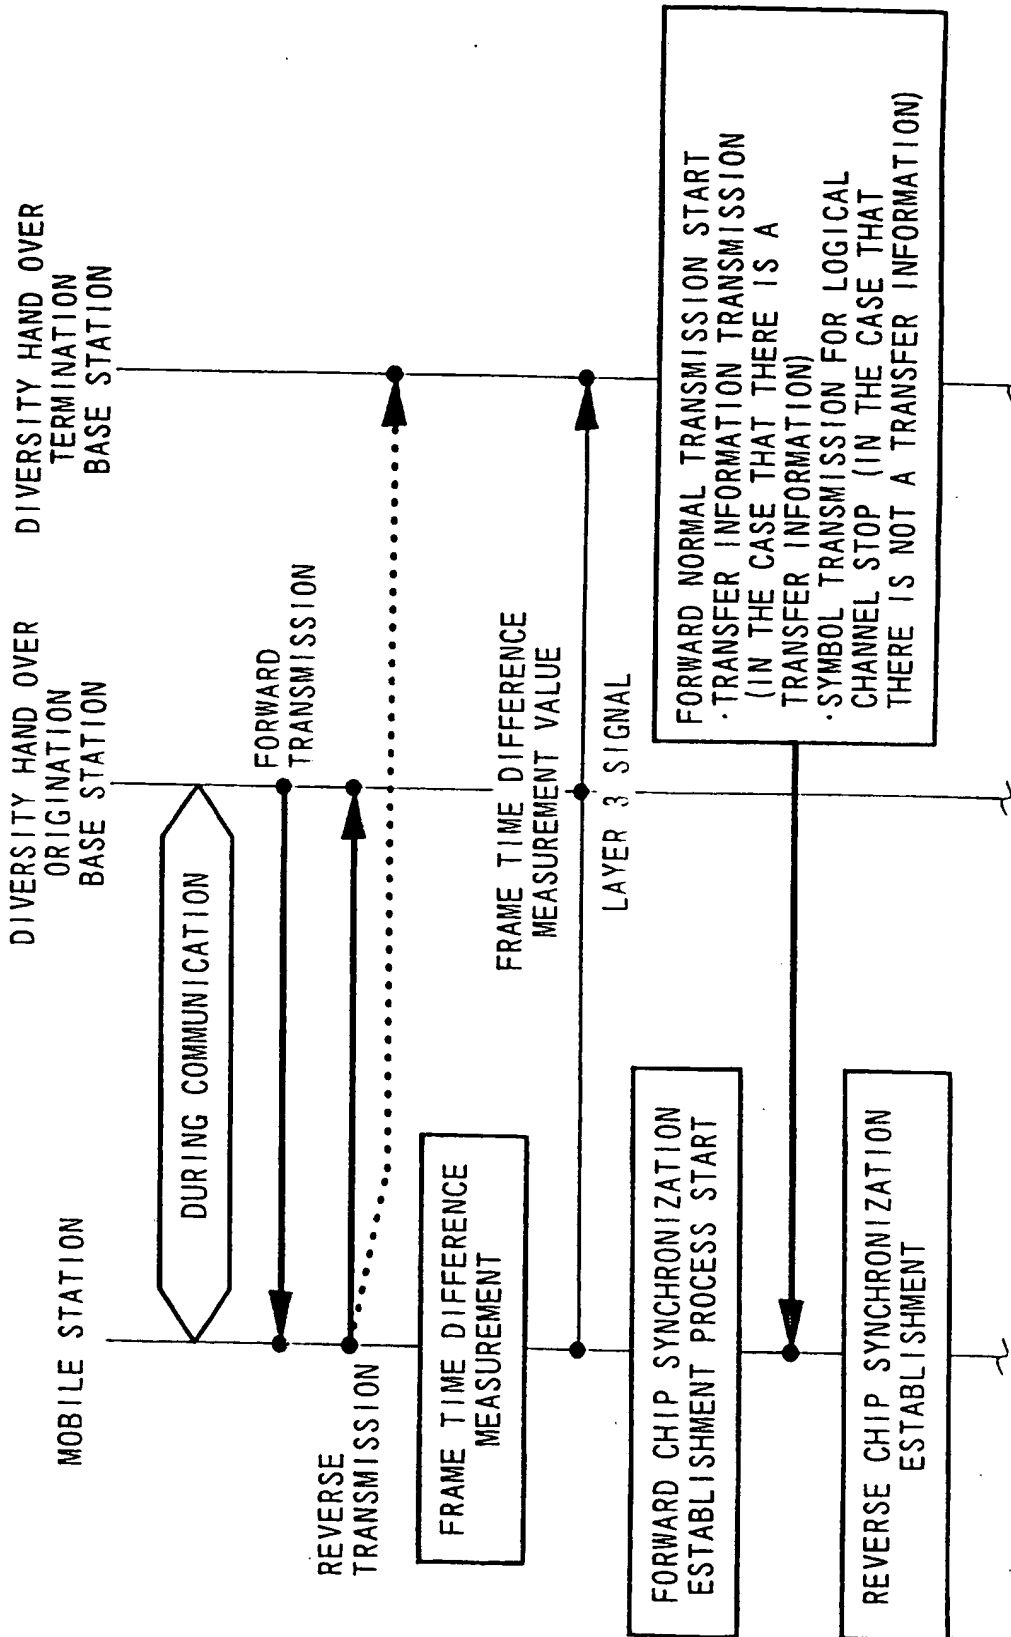 MOBILE STATION
DIVERSITY HAND OVER
ORIGINATION
BASE STATION
DIVERSITY HAND OVER
TERMINATION
BASE STATION
DURING COMMUNICATION
FORWARD
TRANSMISSION
REVERSE
TRANSMISSION
FRAME TIME DIFFERENCE
MEASUREMENT
FRAME TIME DIFFERENCE
MEASUREMENT VALUE
LAYER 3 SIGNAL
FORWARD CHIP SYNCHRONIZATION
ESTABLISHMENT PROCESS START
FORWARD NORMAL TRANSMISSION START
·TRANSFER INFORMATION TRANSMISSION
(IN THE CASE THAT THERE IS A
TRANSFER INFORMATION)
·SYMBOL TRANSMISSION FOR LOGICAL
CHANNEL STOP (IN THE CASE THAT
THERE IS NOT A TRANSFER INFORMATION)
REVERSE CHIP SYNCHRONIZATION
ESTABLISHMENT